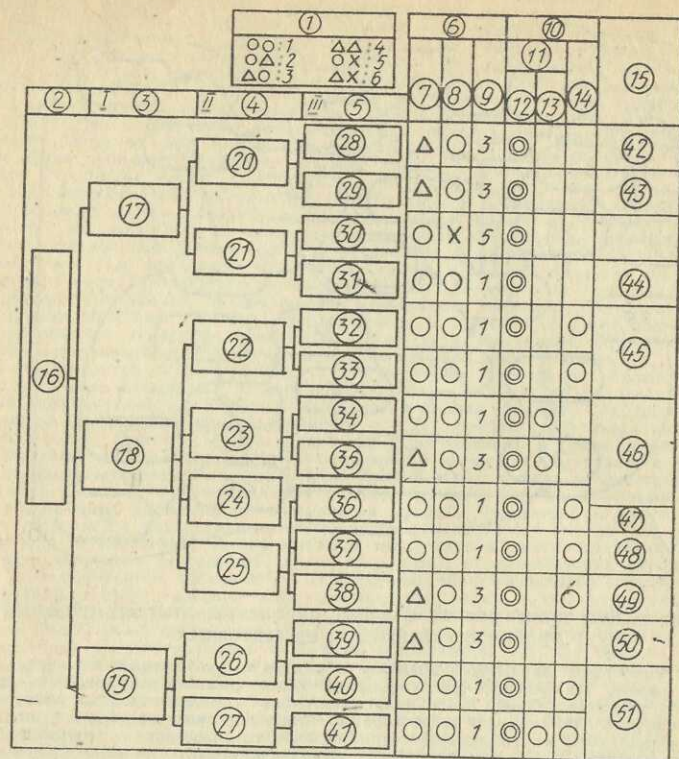 ①
○○:1 △△:4
○△:2 ○X:5
△○:3 △X:6
⑥ ⑩
⑪
⑮
⑦ ⑧ ⑨ ⑫ ⑬ ⑭
② I ③ II ④ III ⑤
⑳ ㉘ △ ○ 3 ◎ ㊷
⑰ ㉙ △ ○ 3 ◎ ㊸
㉑ ㉚ ○ X 5 ◎
㉛ ○ ○ 1 ◎ ㊹
㉒ ㉜ ○ ○ 1 ◎ ○ ㊺
⑯ ㉝ ○ ○ 1 ◎ ○
㉓ ㉞ ○ ○ 1 ◎ ○ ㊻
⑱ ㉟ △ ○ 3 ◎ ○
㉔ ㊱ ○ ○ 1 ◎ ○ ㊼
㉕ ㊲ ○ ○ 1 ◎ ○ ㊽
㊳ △ ○ 3 ◎ ○ ㊾
㉖ ㊴ △ ○ 3 ◎ ㊿
⑲ ㊵ ○ ○ 1 ◎ ○ (51)
㉗ (41) ○ ○ 1 ◎ ○ ○